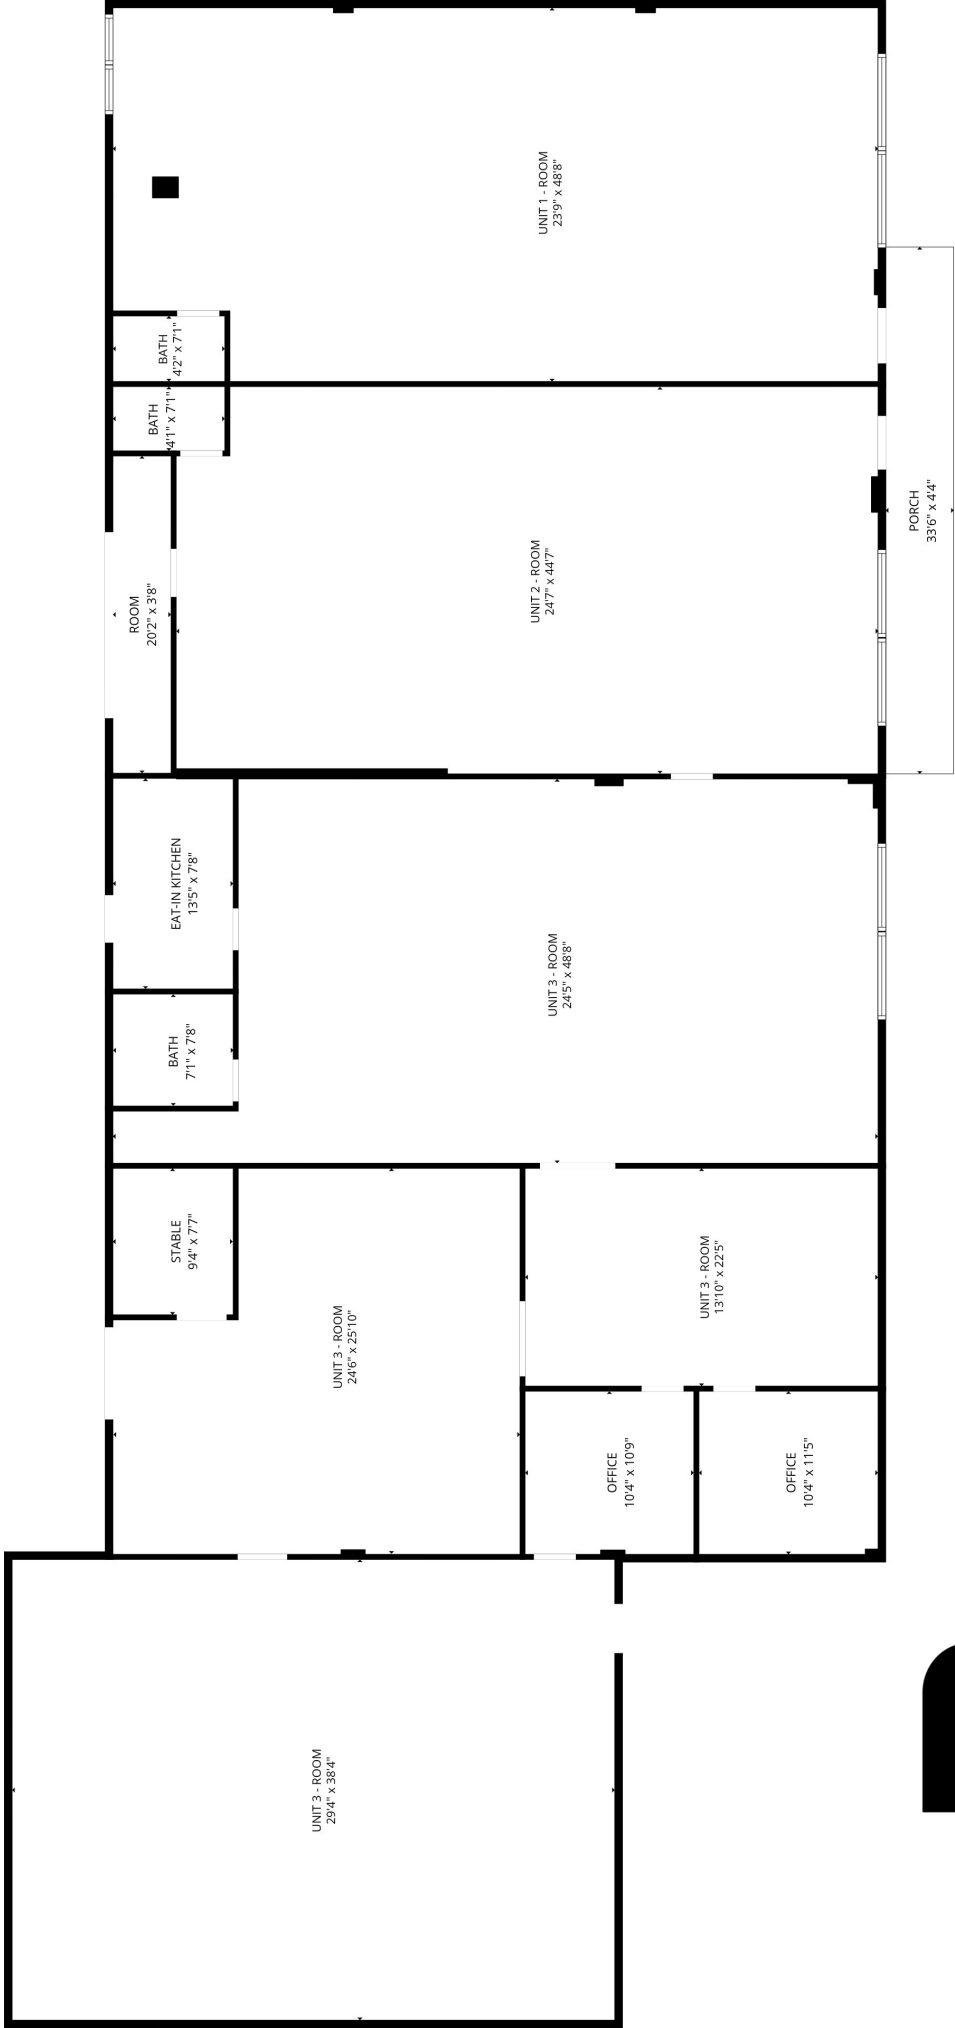 UNIT 1 - ROOM
23'9" x 48'8"
BATH
4'2" x 7'1"
BATH
4'1" x 7'1"
PORCH
33'6" x 4'4"
UNIT 2 - ROOM
24'7" x 44'7"
ROOM
20'2" x 3'8"
EAT-IN KITCHEN
13'5" x 7'8"
UNIT 3 - ROOM
24'5" x 48'8"
BATH
7'1" x 7'8"
STABLE
9'4" x 7'7"
UNIT 3 - ROOM
13'10" x 22'5"
UNIT 3 - ROOM
24'6" x 25'10"
OFFICE
10'4" x 10'9"
OFFICE
10'4" x 11'5"
UNIT 3 - ROOM
29'4" x 38'4"